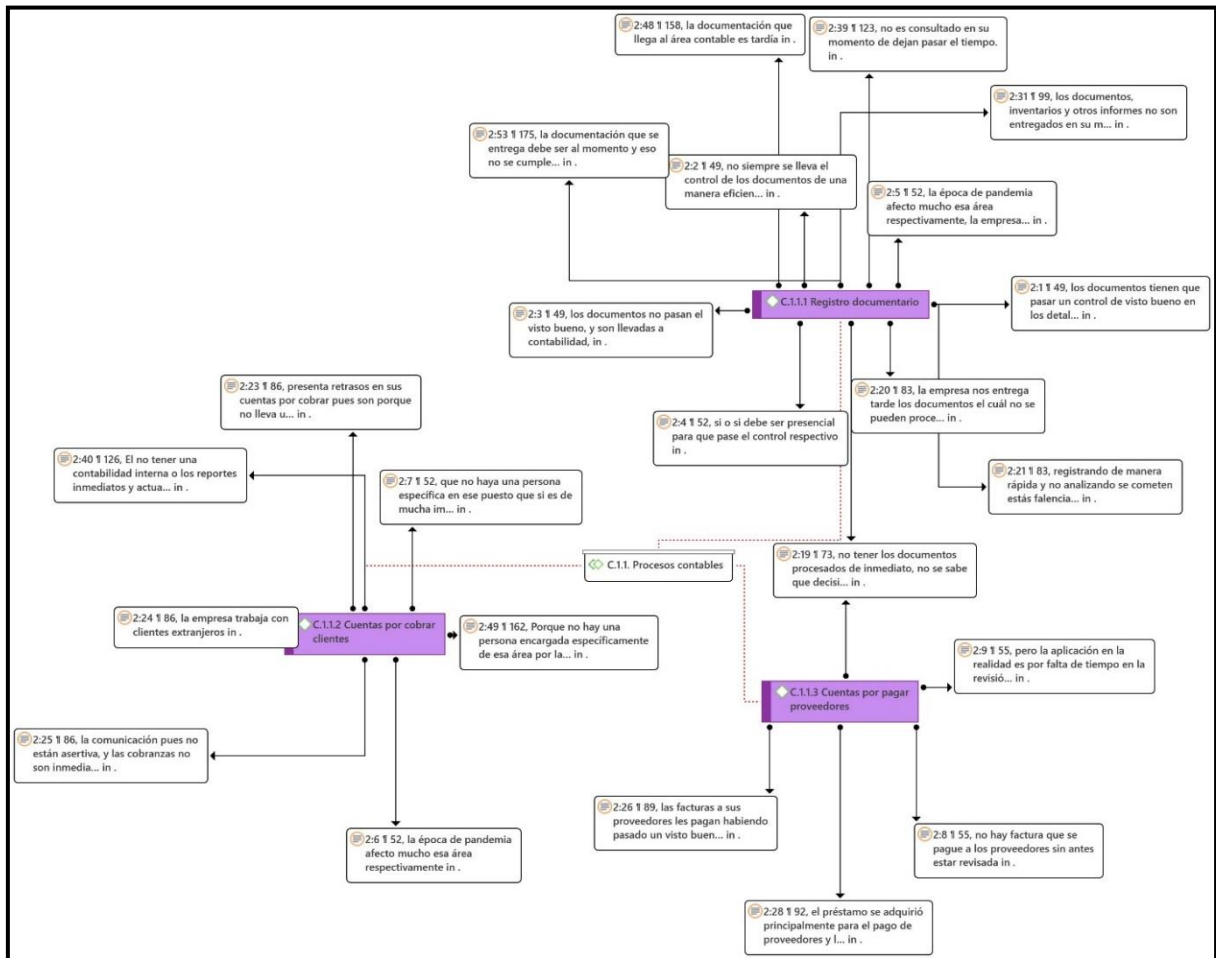 2:48 ¶ 158, la documentación que
llega al área contable es tardía in .
2:39 ¶ 123, no es consultado en su
momento de dejan pasar el tiempo.
in .
2:31 ¶ 99, los documentos,
inventarios y otros informes no son
entregados en su m... in .
2:53 ¶ 175, la documentación que se
entrega debe ser al momento y eso
no se cumple... in .
2:2 ¶ 49, no siempre se lleva el
control de los documentos de una
manera eficien... in .
2:5 ¶ 52, la época de pandemia
afecto mucho esa área
respectivamente, la empresa... in .
C.1.1.1 Registro documentario
2:1 ¶ 49, los documentos tienen que
pasar un control de visto bueno en
los detal... in .
2:3 ¶ 49, los documentos no pasan el
visto bueno, y son llevadas a
contabilidad, in .
2:23 ¶ 86, presenta retrasos en sus
cuentas por cobrar pues son porque
no lleva u... in .
2:20 ¶ 83, la empresa nos entrega
tarde los documentos el cuál no se
pueden proce... in .
2:4 ¶ 52, si o si debe ser presencial
para que pase el control respectivo
in .
2:40 ¶ 126, El no tener una
contabilidad interna o los reportes
inmediatos y actua... in .
2:7 ¶ 52, que no haya una persona
específica en ese puesto que si es de
mucha im... in .
2:21 ¶ 83, registrando de manera
rápida y no analizando se cometen
estás falencia... in .
C.1.1. Procesos contables
2:19 ¶ 73, no tener los documentos
procesados de inmediato, no se sabe
que decisi... in .
2:24 ¶ 86, la empresa trabaja con
clientes extranjeros in .
C.1.1.2 Cuentas por cobrar
clientes
2:49 ¶ 162, Porque no hay una
persona encargada específicamente
de esa área por la... in .
2:9 ¶ 55, pero la aplicación en la
realidad es por falta de tiempo en la
revisió... in .
C.1.1.3 Cuentas por pagar
proveedores
2:25 ¶ 86, la comunicación pues no
están asertiva, y las cobranzas no
son inmedia... in .
2:26 ¶ 89, las facturas a sus
proveedores les pagan habiendo
pasado un visto buen... in .
2:6 ¶ 52, la época de pandemia
afecto mucho esa área
respectivamente in .
2:8 ¶ 55, no hay factura que se
pague a los proveedores sin antes
estar revisada in .
2:28 ¶ 92, el préstamo se adquirió
principalmente para el pago de
proveedores y l... in .